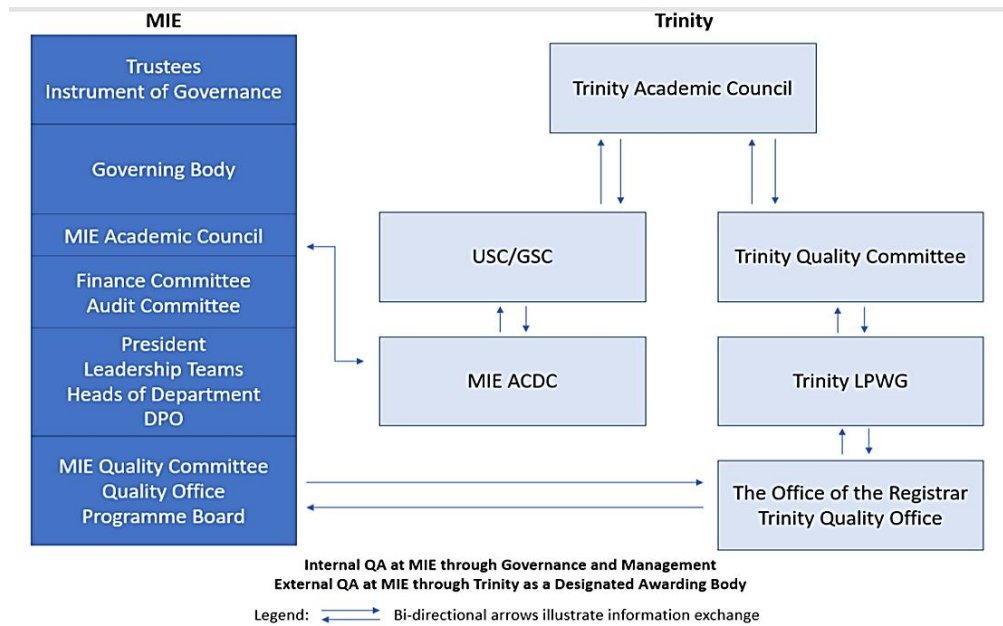 MIE
Trustees
Instrument of Governance
Governing Body
MIE Academic Council
Finance Committee
Audit Committee
President
Leadership Teams
Heads of Department
DPO
MIE Quality Committee
Quality Office
Programme Board
Trinity
Trinity Academic Council
USC/GSC
Trinity Quality Committee
MIE ACDC
Trinity LPWG
The Office of the Registrar
Trinity Quality Office
Internal QA at MIE through Governance and Management
External QA at MIE through Trinity as a Designated Awarding Body
Legend: Bi-directional arrows illustrate information exchange